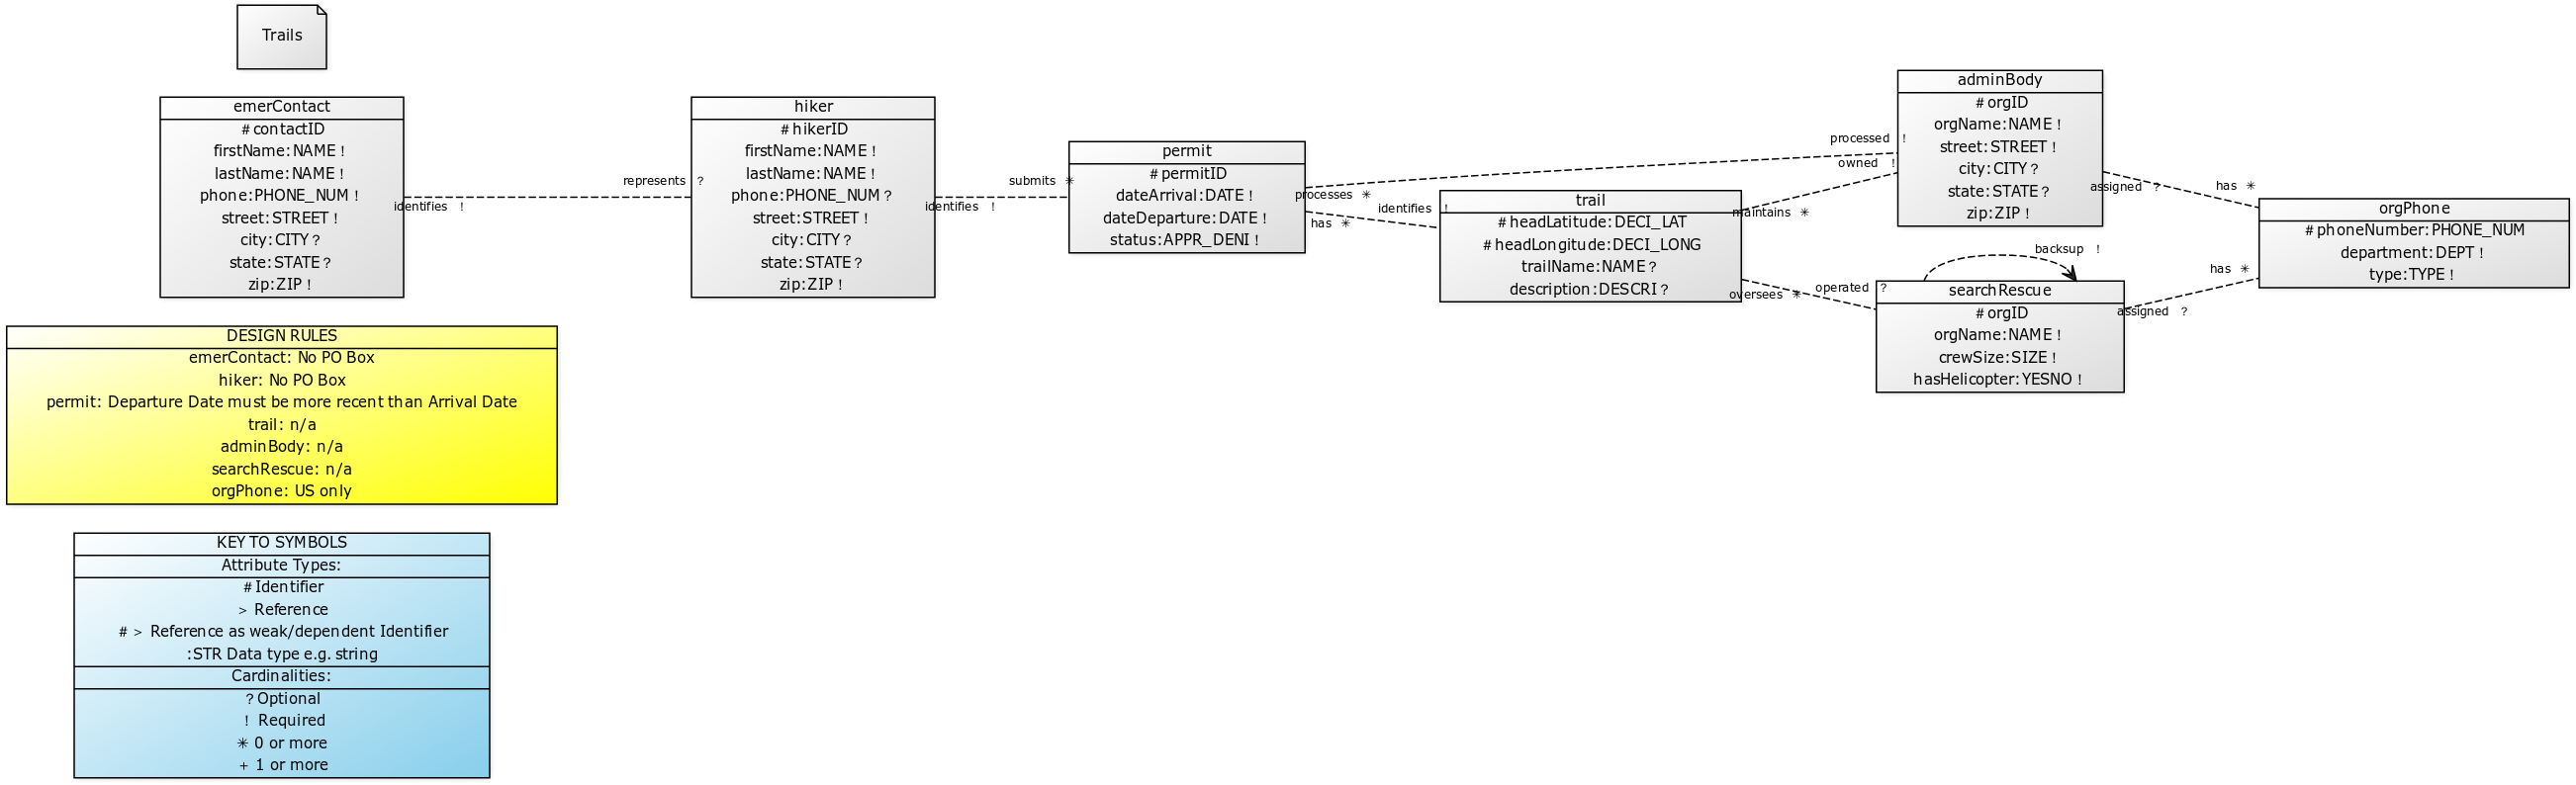 Trails
emerContact
# contactID
firstName:NAME !
lastName:NAME !
phone:PHONE_NUM !
street:STREET !
city:CITY ?
state:STATE ?
zip:ZIP !
identifies !
represents ?
hiker
# hikerID
firstName:NAME !
lastName:NAME !
phone:PHONE_NUM ?
street:STREET !
city:CITY ?
state:STATE ?
zip:ZIP !
identifies !
submits ✳
permit
# permitID
dateArrival:DATE !
dateDeparture:DATE !
status:APPR_DENI !
processes ✳
processed !
has ✳
identifies !
trail
# headLatitude:DECI_LAT
# headLongitude:DECI_LONG
trailName:NAME ?
description:DESCRI ?
maintains ✳
owned !
oversees ✳
operated ?
adminBody
# orgID
orgName:NAME !
street:STREET !
city:CITY ?
state:STATE ?
zip:ZIP !
assigned ?
has ✳
backsup !
searchRescue
# orgID
orgName:NAME !
crewSize:SIZE !
hasHelicopter:YESNO !
assigned ?
has ✳
orgPhone
# phoneNumber:PHONE_NUM
department:DEPT !
type:TYPE !
DESIGN RULES
emerContact: No PO Box
hiker: No PO Box
permit: Departure Date must be more recent than Arrival Date
trail: n/a
adminBody: n/a
searchRescue: n/a
orgPhone: US only
KEY TO SYMBOLS
Attribute Types:
# Identifier
> Reference
# > Reference as weak/dependent Identifier
:STR Data type e.g. string
Cardinalities:
? Optional
! Required
✳ 0 or more
+ 1 or more